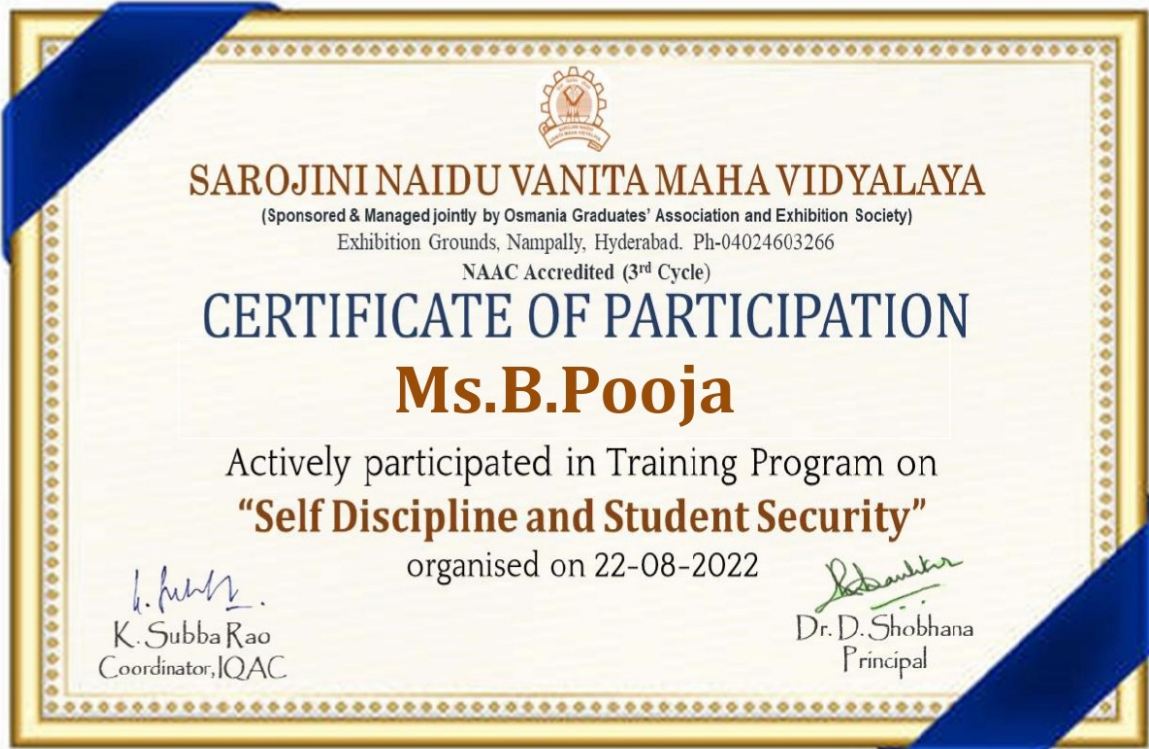 SAROJINI NAIDU VANITA MAHA VIDYALAYA
(Sponsored & Managed jointly by Osmania Graduates' Association and Exhibition Society)
Exhibition Grounds, Nampally, Hyderabad. Ph-04024603266
NAAC Accredited (3rd Cycle)
CERTIFICATE OF PARTICIPATION
Ms.B.Pooja
Actively participated in Training Program on
“Self Discipline and Student Security”
organised on 22-08-2022
K. Subba Rao
Coordinator, IQAC
Dr. D. Shobhana
Principal